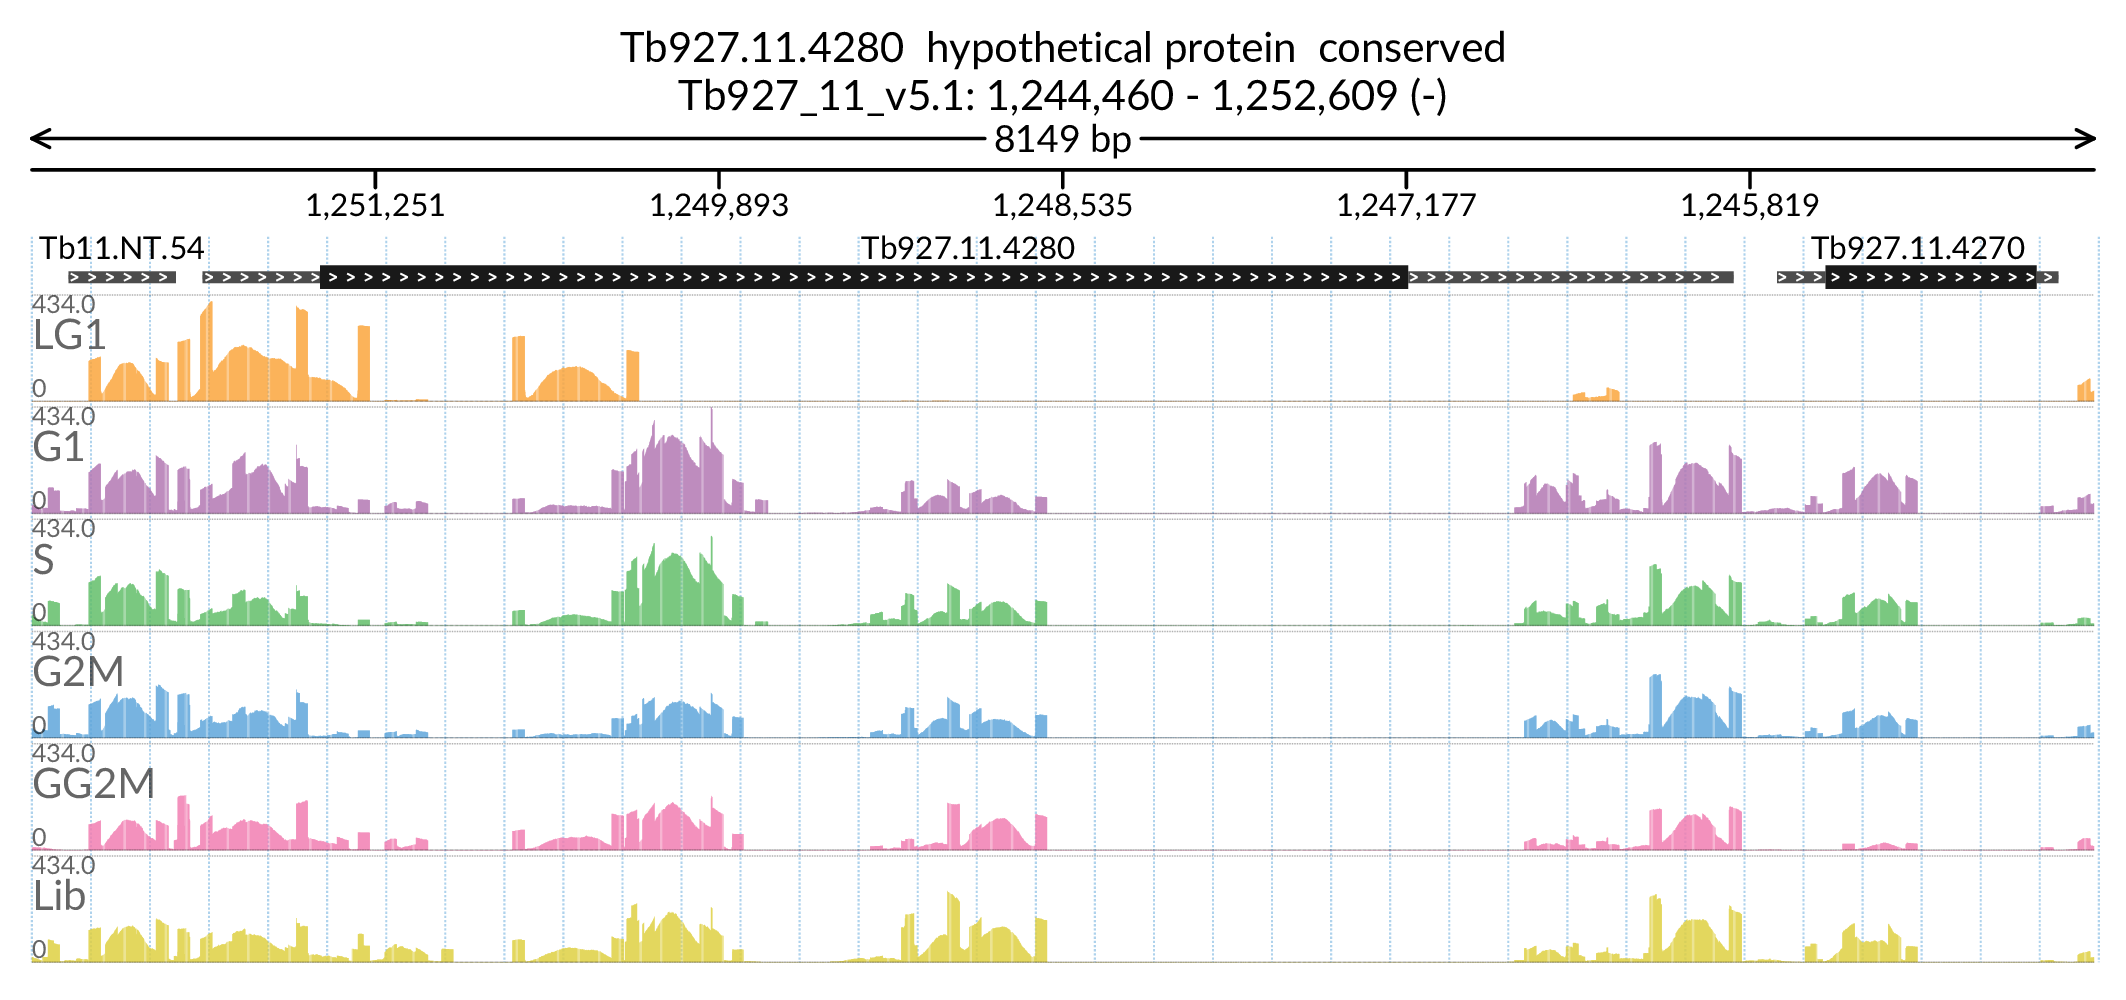 Tb927.11.4280 hypothetical protein conserved
Tb927_11_v5.1: 1,244,460 - 1,252,609 (-)
8149 bp
1,251,251 1,249,893 1,248,535 1,247,177 1,245,819
Tb11.NT.54 Tb927.11.4280 Tb927.11.4270
434.0
LG1
0
434.0
G1
0
434.0
S
0
434.0
G2M
0
434.0
GG2M
0
434.0
Lib
0